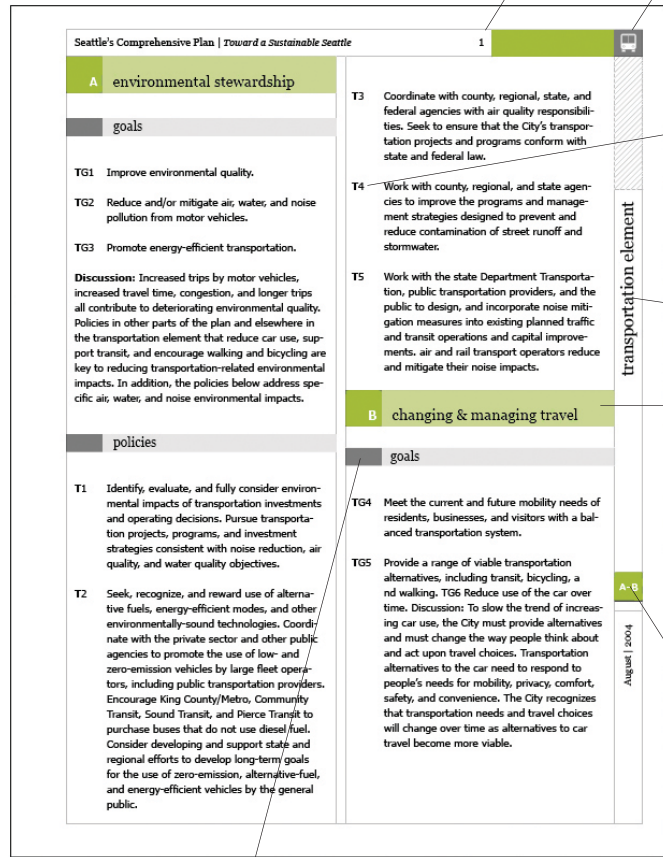 Seattle's Comprehensive Plan | Toward a Sustainable Seattle
1
A environmental stewardship
goals
TG1 Improve environmental quality.
TG2 Reduce and/or mitigate air, water, and noise
pollution from motor vehicles.
TG3 Promote energy-efficient transportation.
Discussion: Increased trips by motor vehicles,
increased travel time, congestion, and longer trips
all contribute to deteriorating environmental quality.
Policies in other parts of the plan and elsewhere in
the transportation element that reduce car use, sup-
port transit, and encourage walking and bicycling are
key to reducing transportation-related environmental
impacts. In addition, the policies below address spe-
cific air, water, and noise environmental impacts.
policies
T1 Identify, evaluate, and fully consider environ-
mental impacts of transportation investments
and operating decisions. Pursue transporta-
tion projects, programs, and investment
strategies consistent with noise reduction, air
quality, and water quality objectives.
T2 Seek, recognize, and reward use of alterna-
tive fuels, energy-efficient modes, and other
environmentally-sound technologies. Coordi-
nate with the private sector and other public
agencies to promote the use of low- and
zero-emission vehicles by large fleet opera-
tors, including public transportation providers.
Encourage King County/Metro, Community
Transit, Sound Transit, and Pierce Transit to
purchase buses that do not use diesel fuel.
Consider developing and support state and
regional efforts to develop long-term goals
for the use of zero-emission, alternative-fuel,
and energy-efficient vehicles by the general
public.
T3 Coordinate with county, regional, state, and
federal agencies with air quality responsibili-
ties. Seek to ensure that the City's transpor-
tation projects and programs conform with
state and federal law.
T4 Work with county, regional, and state agen-
cies to improve the programs and manage-
ment strategies designed to prevent and
reduce contamination of street runoff and
stormwater.
T5 Work with the state Department Transporta-
tion, public transportation providers, and the
public to design, and incorporate noise miti-
gation measures into existing planned traffic
and transit operations and capital improve-
ments. air and rail transport operators reduce
and mitigate their noise impacts.
B changing & managing travel
goals
TG4 Meet the current and future mobility needs of
residents, businesses, and visitors with a bal-
anced transportation system.
TG5 Provide a range of viable transportation
alternatives, including transit, bicycling, a
nd walking. TG6 Reduce use of the car over
time. Discussion: To slow the trend of increas-
ing car use, the City must provide alternatives
and must change the way people think about
and act upon travel choices. Transportation
alternatives to the car need to respond to
people's needs for mobility, privacy, comfort,
safety, and convenience. The City recognizes
that transportation needs and travel choices
will change over time as alternatives to car
travel become more viable.
transportation element
A-B
August | 2004